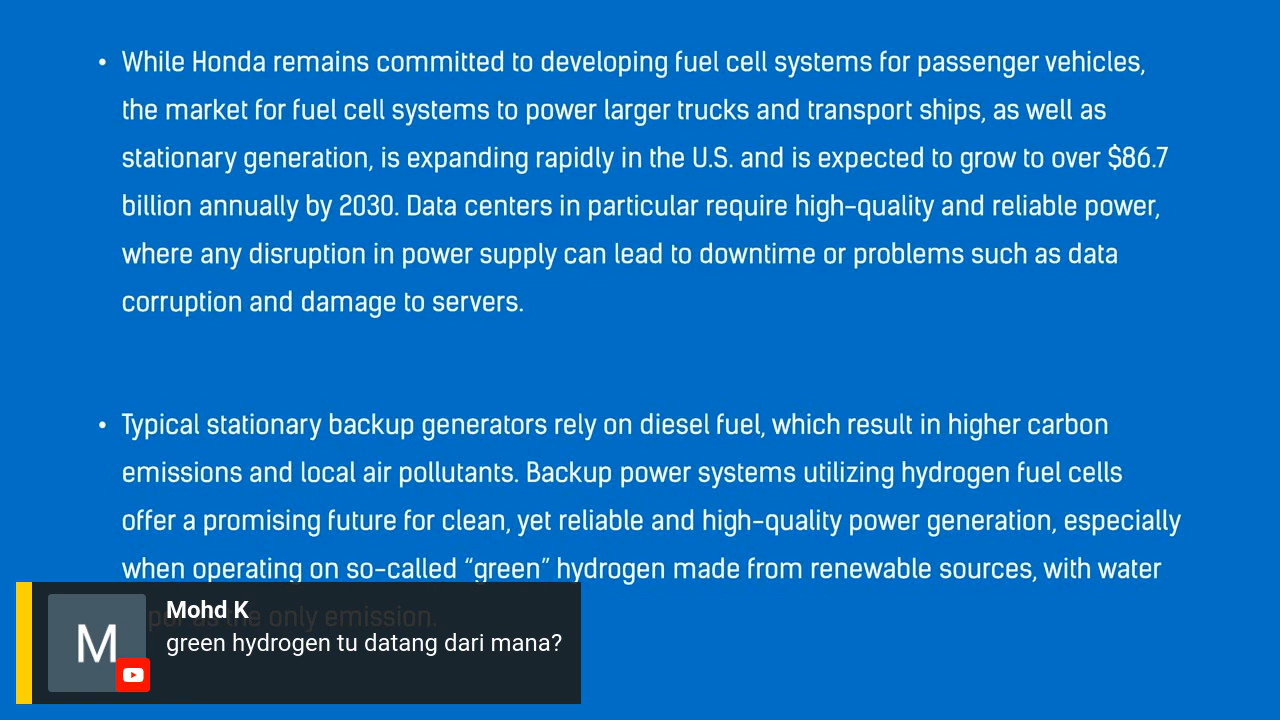 • While Honda remains committed to developing fuel cell systems for passenger vehicles,
the market for fuel cell systems to power larger trucks and transport ships, as well as
stationary generation, is expanding rapidly in the U.S. and is expected to grow to over $86.7
billion annually by 2030. Data centers in particular require high-quality and reliable power,
where any disruption in power supply can lead to downtime or problems such as data
corruption and damage to servers.
• Typical stationary backup generators rely on diesel fuel, which result in higher carbon
emissions and local air pollutants. Backup power systems utilizing hydrogen fuel cells
offer a promising future for clean, yet reliable and high-quality power generation, especially
when operating on so-called “green” hydrogen made from renewable sources, with water
as the only emission.
M
Mohd K
green hydrogen tu datang dari mana?